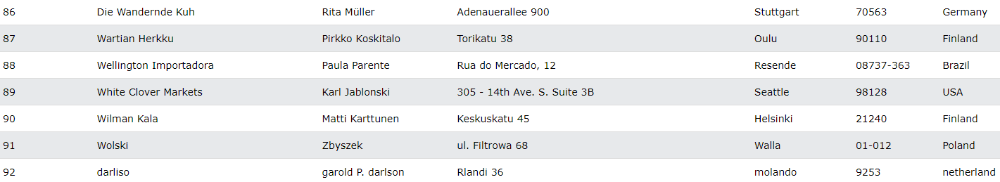 86 Die Wandernde Kuh Rita Müller Adenauerallee 900 Stuttgart 70563 Germany
87 Wartian Herkku Pirkko Koskitalo Torikatu 38 Oulu 90110 Finland
88 Wellington Importadora Paula Parente Rua do Mercado, 12 Resende 08737-363 Brazil
89 White Clover Markets Karl Jablonski 305 - 14th Ave. S. Suite 3B Seattle 98128 USA
90 Wilman Kala Matti Karttunen Keskuskatu 45 Helsinki 21240 Finland
91 Wolski Zbyszek ul. Filtrowa 68 Walla 01-012 Poland
92 darliso garold P. darlson Rlandi 36 molando 9253 netherland